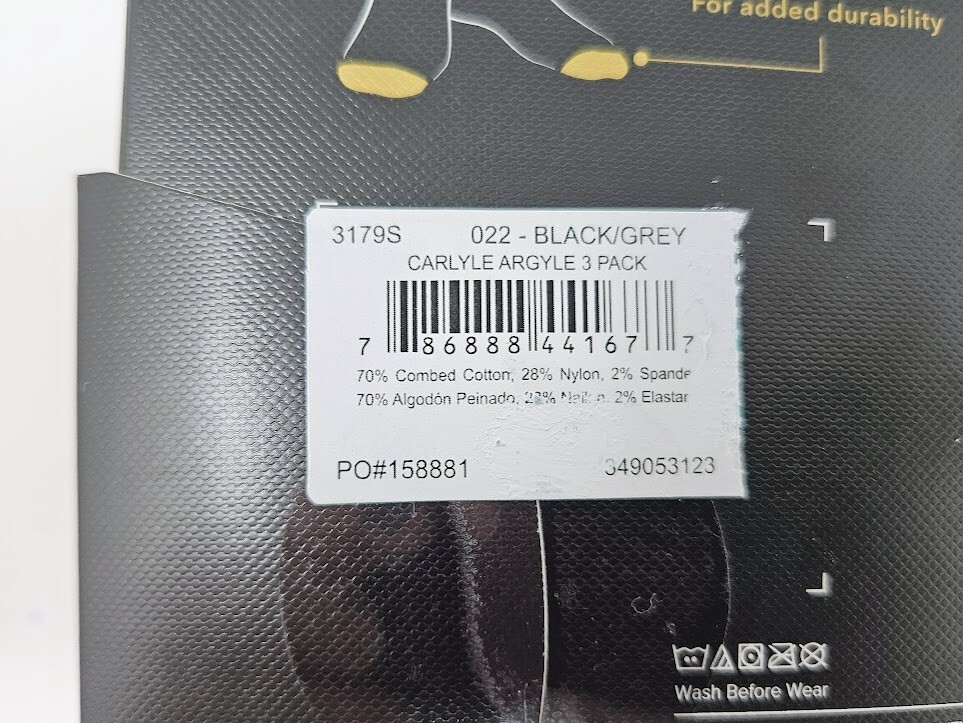 For added durability
3179S 022 - BLACK/GREY
CARLYLE ARGYLE 3 PACK
7 86888 44167 7
70% Combed Cotton, 28% Nylon, 2% Spande
70% Algodón Peinado, 2% Elastar
PO#158881 349053123
Wash Before Wear